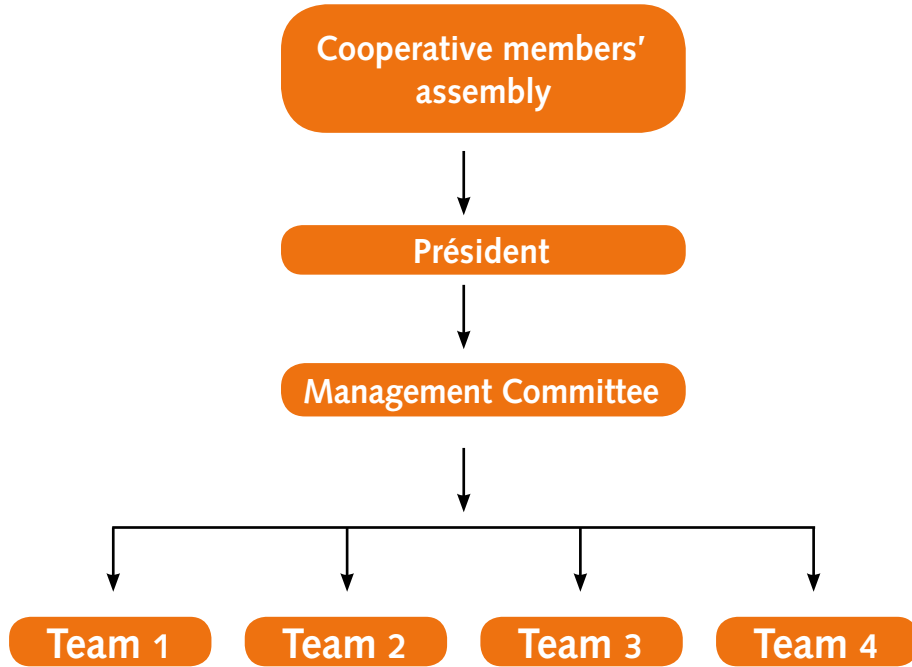 Cooperative members'
assembly
Président
Management Committee
Team 1
Team 2
Team 3
Team 4